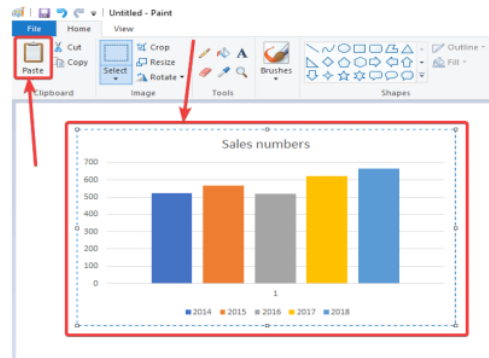 Untitled - Paint
File Home View
Paste
Cut
Copy
Clipboard
Select
Crop
Resize
Rotate
Image
A
Tools
Brushes
Shapes
Outline
Fill
Sales numbers
700
600
500
400
300
200
100
0
1
2014 2015 2016 2017 2018